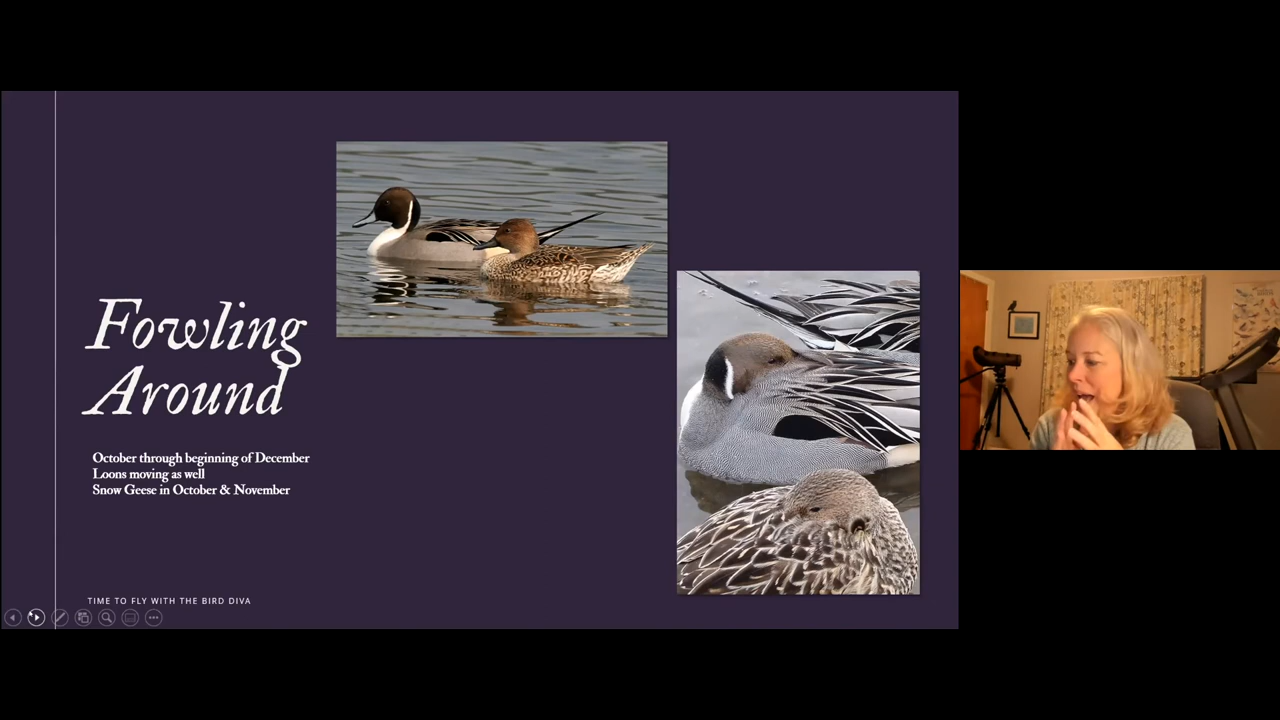 Fowling
Around
October through beginning of December
Loons moving as well
Snow Geese in October & November
TIME TO FLY WITH THE BIRD DIVA